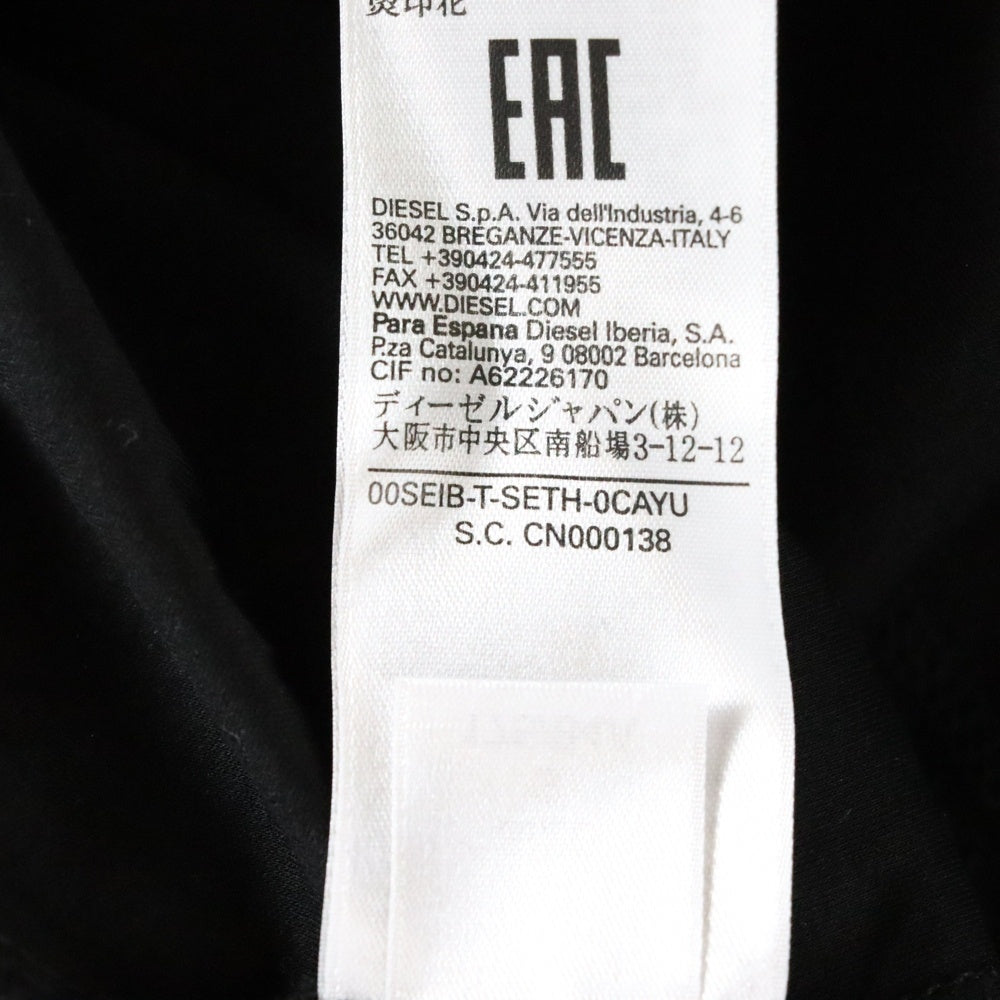 烫印花
EAC
DIESEL S.p.A. Via dell'Industria, 4-6
36042 BREGANZE-VICENZA-ITALY
TEL +390424-477555
FAX +390424-411955
WWW.DIESEL.COM
Para Espana Diesel Iberia, S.A.
P.za Catalunya, 9 08002 Barcelona
CIF no: A62226170
ディーゼルジャパン(株)
大阪市中央区南船場3-12-12
00SEIB-T-SETH-0CAYU
S.C. CN000138